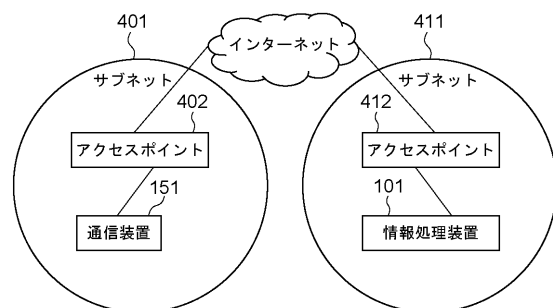 401
インターネット
411
サブネット
サブネット
402
412
アクセスポイント
アクセスポイント
151
101
通信装置
情報処理装置